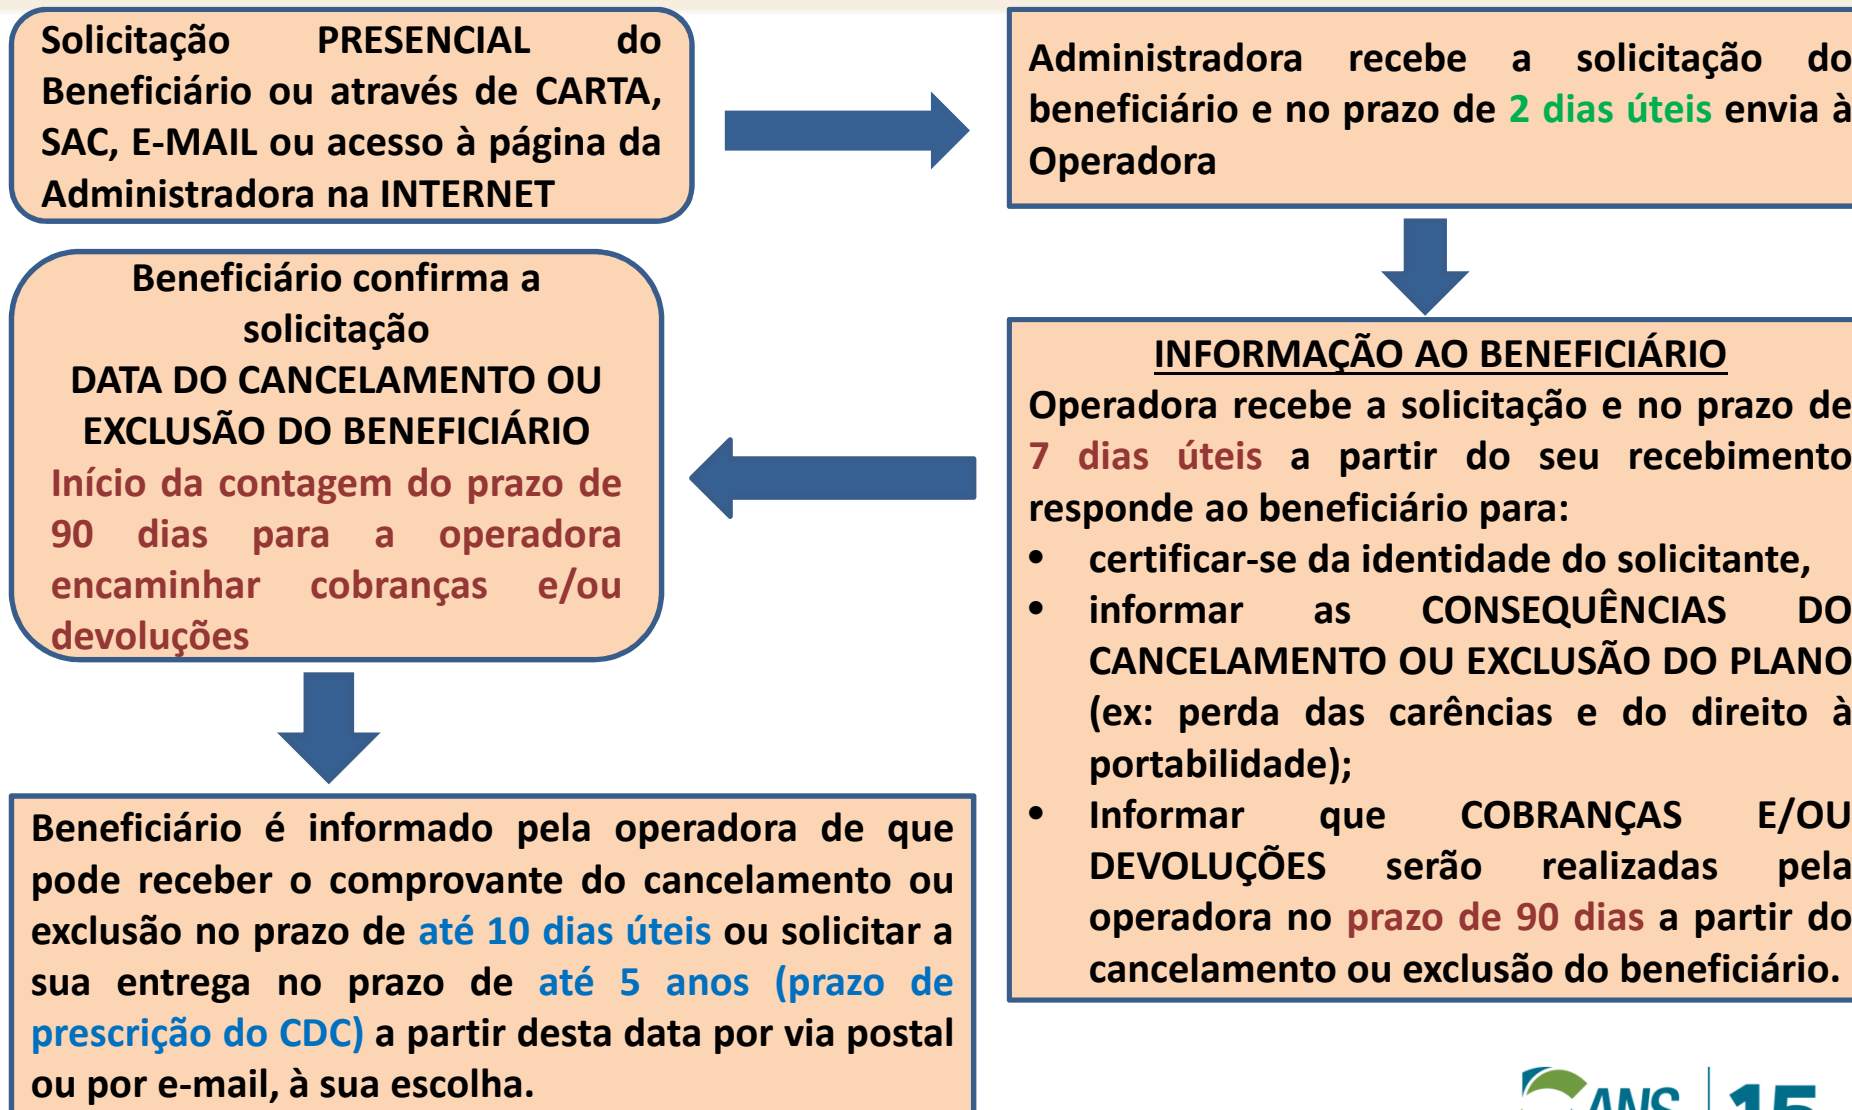 Solicitação PRESENCIAL do
Beneficiário ou através de CARTA,
SAC, E-MAIL ou acesso à página da
Administradora na INTERNET
Administradora recebe a solicitação do
beneficiário e no prazo de 2 dias úteis envia à
Operadora
INFORMAÇÃO AO BENEFICIÁRIO
Operadora recebe a solicitação e no prazo de
7 dias úteis a partir do seu recebimento
responde ao beneficiário para:
• certificar-se da identidade do solicitante,
• informar as CONSEQUÊNCIAS DO
CANCELAMENTO OU EXCLUSÃO DO PLANO
(ex: perda das carências e do direito à
portabilidade);
• Informar que COBRANÇAS E/OU
DEVOLUÇÕES serão realizadas pela
operadora no prazo de 90 dias a partir do
cancelamento ou exclusão do beneficiário.
Beneficiário confirma a
solicitação
DATA DO CANCELAMENTO OU
EXCLUSÃO DO BENEFICIÁRIO
Início da contagem do prazo de
90 dias para a operadora
encaminhar cobranças e/ou
devoluções
Beneficiário é informado pela operadora de que
pode receber o comprovante do cancelamento ou
exclusão no prazo de até 10 dias úteis ou solicitar a
sua entrega no prazo de até 5 anos (prazo de
prescrição do CDC) a partir desta data por via postal
ou por e-mail, à sua escolha.
ANS 15